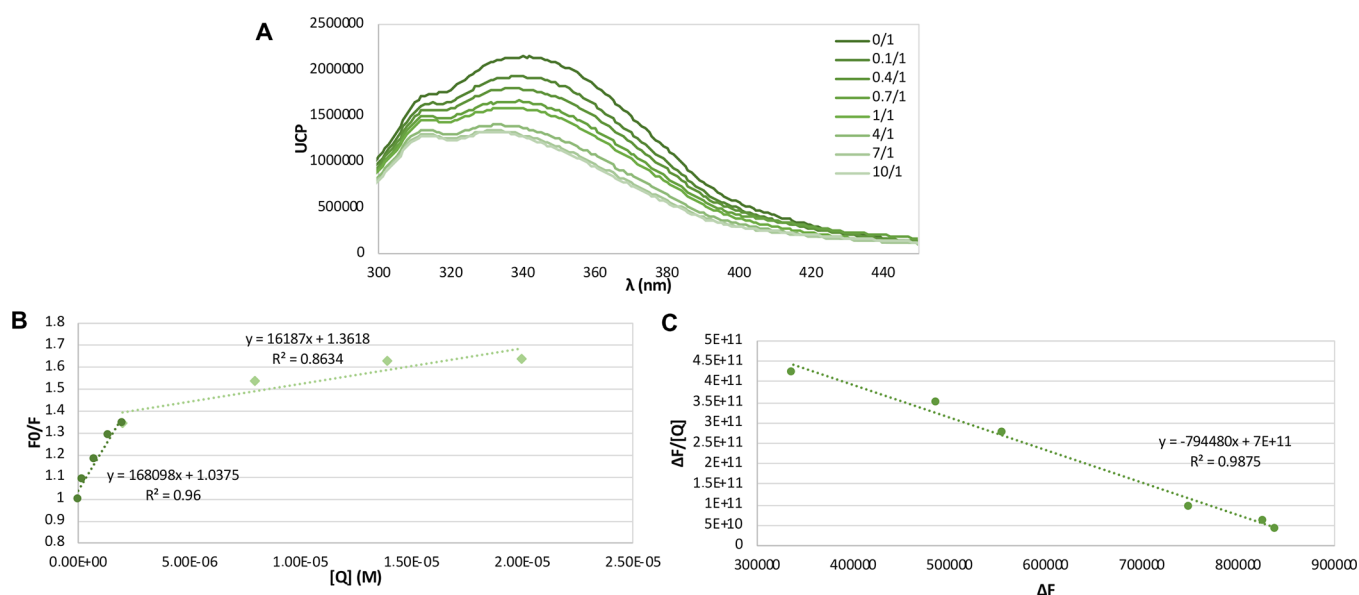 A
UCP
2500000
2000000
1500000
1000000
500000
0
300 320 340 360 380 400 420 440
λ (nm)
0/1
0.1/1
0.4/1
0.7/1
1/1
4/1
7/1
10/1
B
F0/F
1.8
1.7
1.6
1.5
1.4
1.3
1.2
1.1
1
0.9
0.8
y = 16187x + 1.3618
R² = 0.8634
y = 168098x + 1.0375
R² = 0.96
0.00E+00 5.00E-06 1.00E-05 1.50E-05 2.00E-05 2.50E-05
[Q] (M)
C
ΔF/[Q]
5E+11
4.5E+11
4E+11
3.5E+11
3E+11
2.5E+11
2E+11
1.5E+11
1E+11
5E+10
0
y = -794480x + 7E+11
R² = 0.9875
300000 400000 500000 600000 700000 800000 900000
ΔF